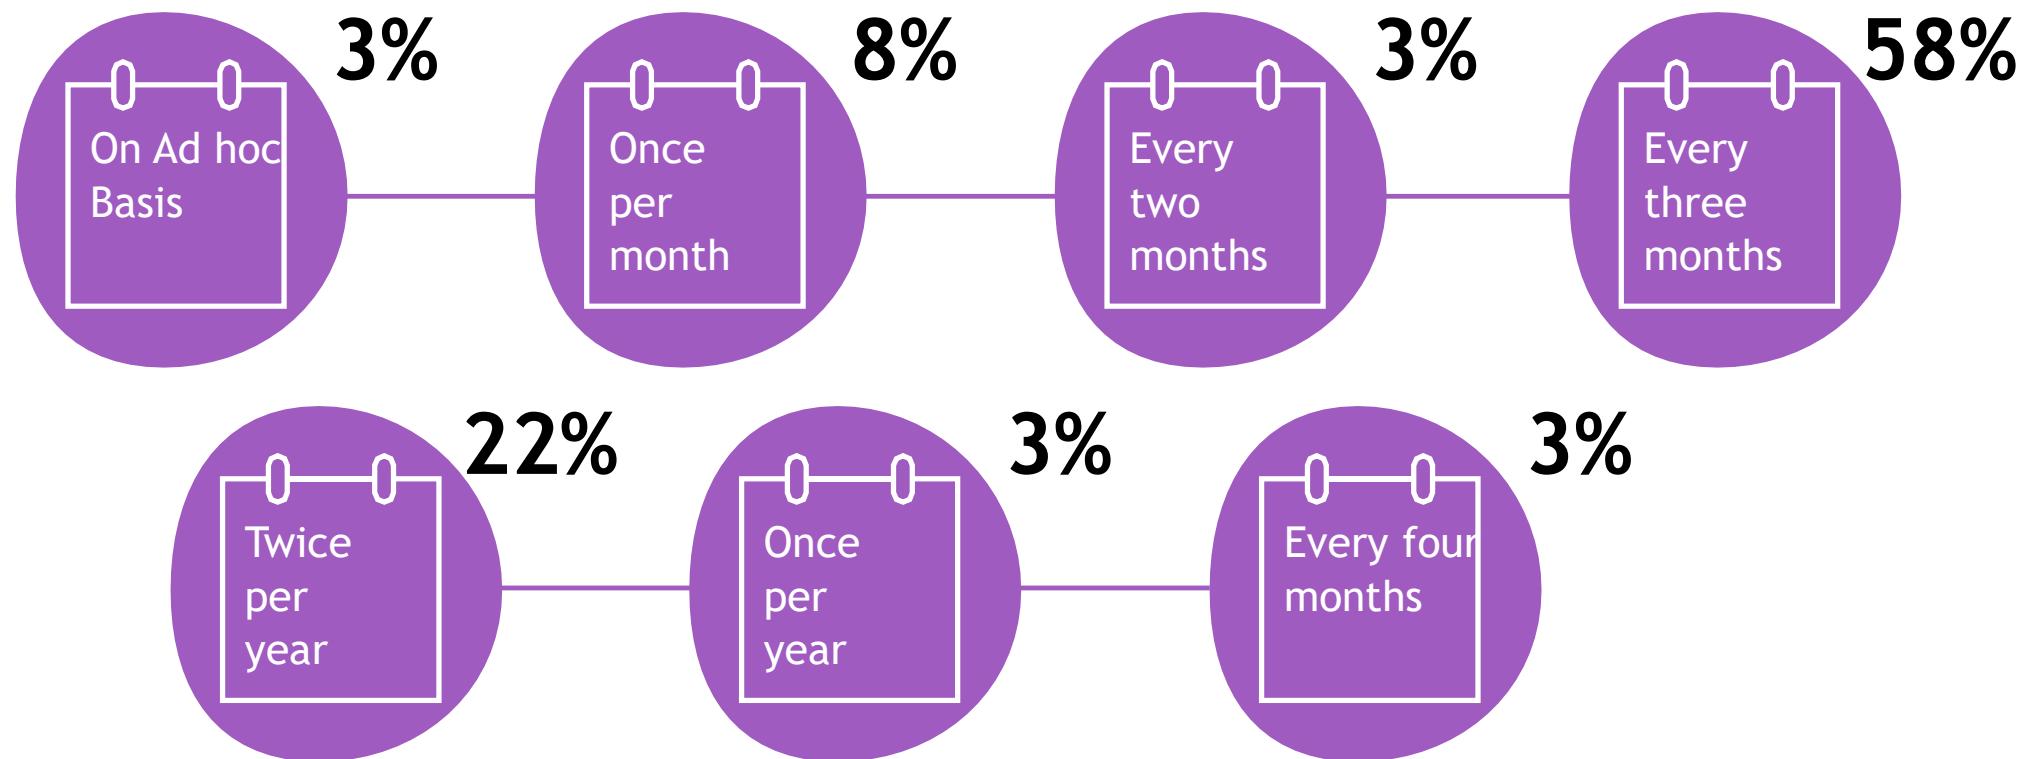 3%
On Ad hoc
Basis
8%
Once
per
month
3%
Every
two
months
58%
Every
three
months
22%
Twice
per
year
3%
Once
per
year
3%
Every four
months